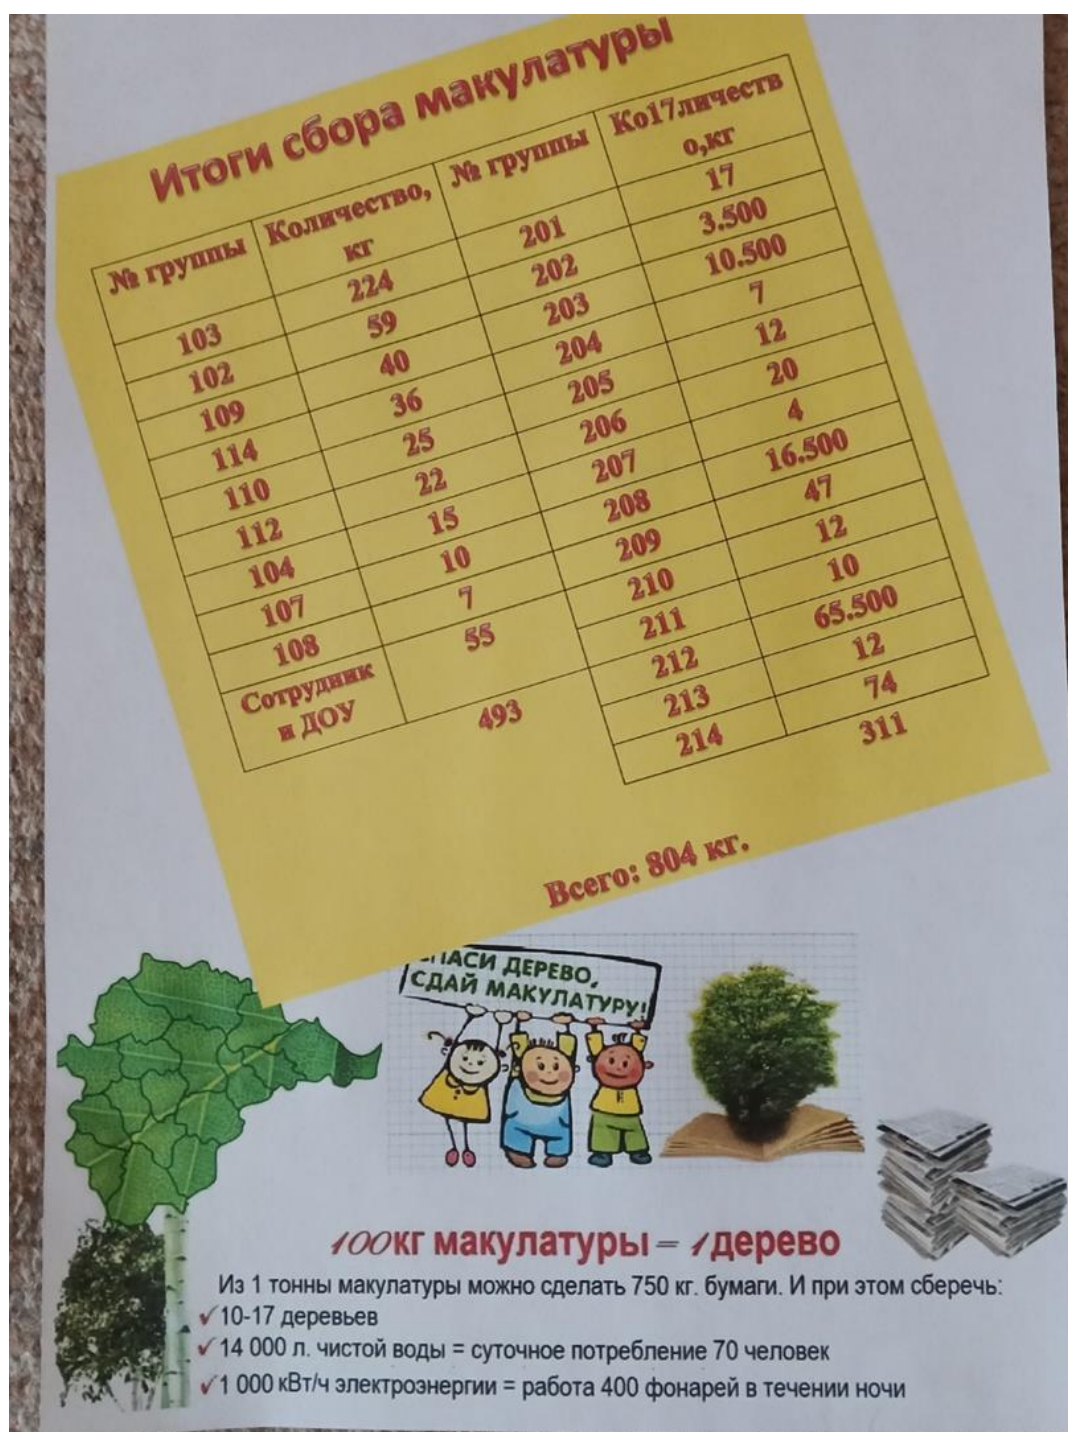 Итоги сбора макулатуры
№ группы Количество, кг № группы Ко17личеств о,кг
103 224 201 17
102 59 202 3.500
109 40 203 10.500
114 36 204 7
110 25 205 12
112 22 206 20
104 15 207 4
107 10 208 16.500
108 7 209 47
Сотрудник и ДОУ 55 210 12
211 10
493 212 65.500
213 12
214 74
311
Всего: 804 кг.
ПАСИ ДЕРЕВО,
СДАЙ МАКУЛАТУРУ!
100кг макулатуры = 1 дерево
Из 1 тонны макулатуры можно сделать 750 кг. бумаги. И при этом сберечь:
✓10-17 деревьев
✓14 000 л. чистой воды = суточное потребление 70 человек
✓1 000 кВт/ч электроэнергии = работа 400 фонарей в течении ночи